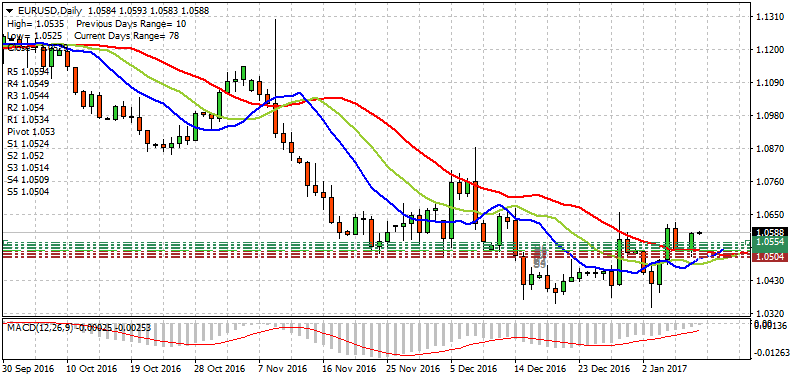 EURUSD,Daily 1.0584 1.0593 1.0583 1.0588
High= 1.0535 Previous Days Range= 10
Low= 1.0525 Current Days Range= 78
R5 1.0554
R4 1.0549
R3 1.0544
R2 1.054
R1 1.0534
Pivot 1.053
S1 1.0524
S2 1.052
S3 1.0514
S4 1.0509
S5 1.0504
1.1310
1.1200
1.1090
1.0980
1.0870
1.0760
1.0650
1.0588
1.0554
1.0504
1.0430
1.0320
MACD(12,26,9) -0.00025 -0.00253
0.00136
0.00
-0.01263
30 Sep 2016 10 Oct 2016 19 Oct 2016 28 Oct 2016 7 Nov 2016 16 Nov 2016 25 Nov 2016 5 Dec 2016 14 Dec 2016 23 Dec 2016 2 Jan 2017